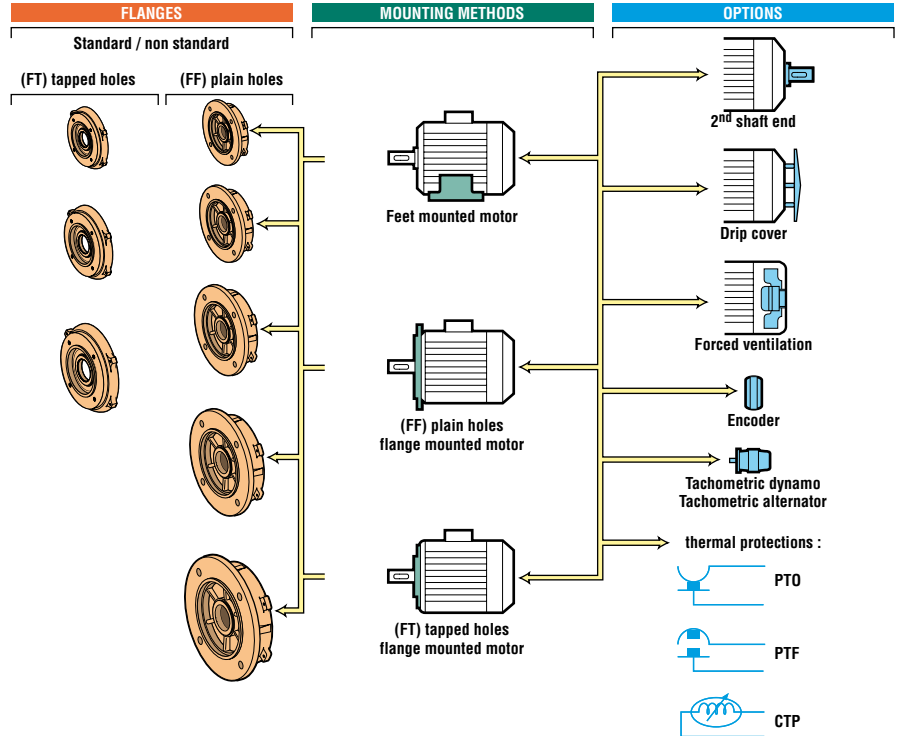 FLANGES
Standard / non standard
(FT) tapped holes
(FF) plain holes
MOUNTING METHODS
Feet mounted motor
(FF) plain holes
flange mounted motor
(FT) tapped holes
flange mounted motor
OPTIONS
2nd shaft end
Drip cover
Forced ventilation
Encoder
Tachometric dynamo
Tachometric alternator
thermal protections :
PTO
PTF
CTP